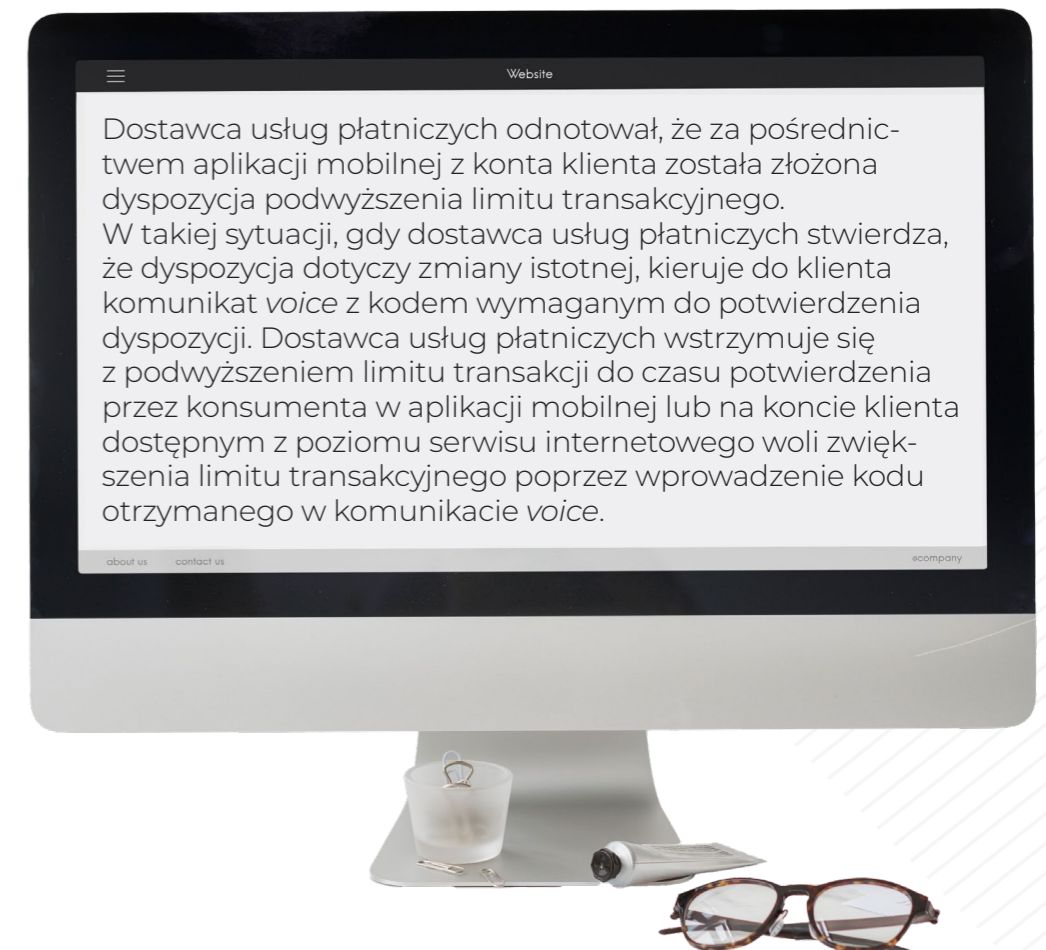 Website
Dostawca usług płatniczych odnotował, że za pośrednic-
twem aplikacji mobilnej z konta klienta została złożona
dyspozycja podwyższenia limitu transakcyjnego.
W takiej sytuacji, gdy dostawca usług płatniczych stwierdza,
że dyspozycja dotyczy zmiany istotnej, kieruje do klienta
komunikat voice z kodem wymaganym do potwierdzenia
dyspozycji. Dostawca usług płatniczych wstrzymuje się
z podwyższeniem limitu transakcji do czasu potwierdzenia
przez konsumenta w aplikacji mobilnej lub na koncie klienta
dostępnym z poziomu serwisu internetowego woli zwięk-
szenia limitu transakcyjnego poprzez wprowadzenie kodu
otrzymanego w komunikacie voice.
about us contact us ecompany